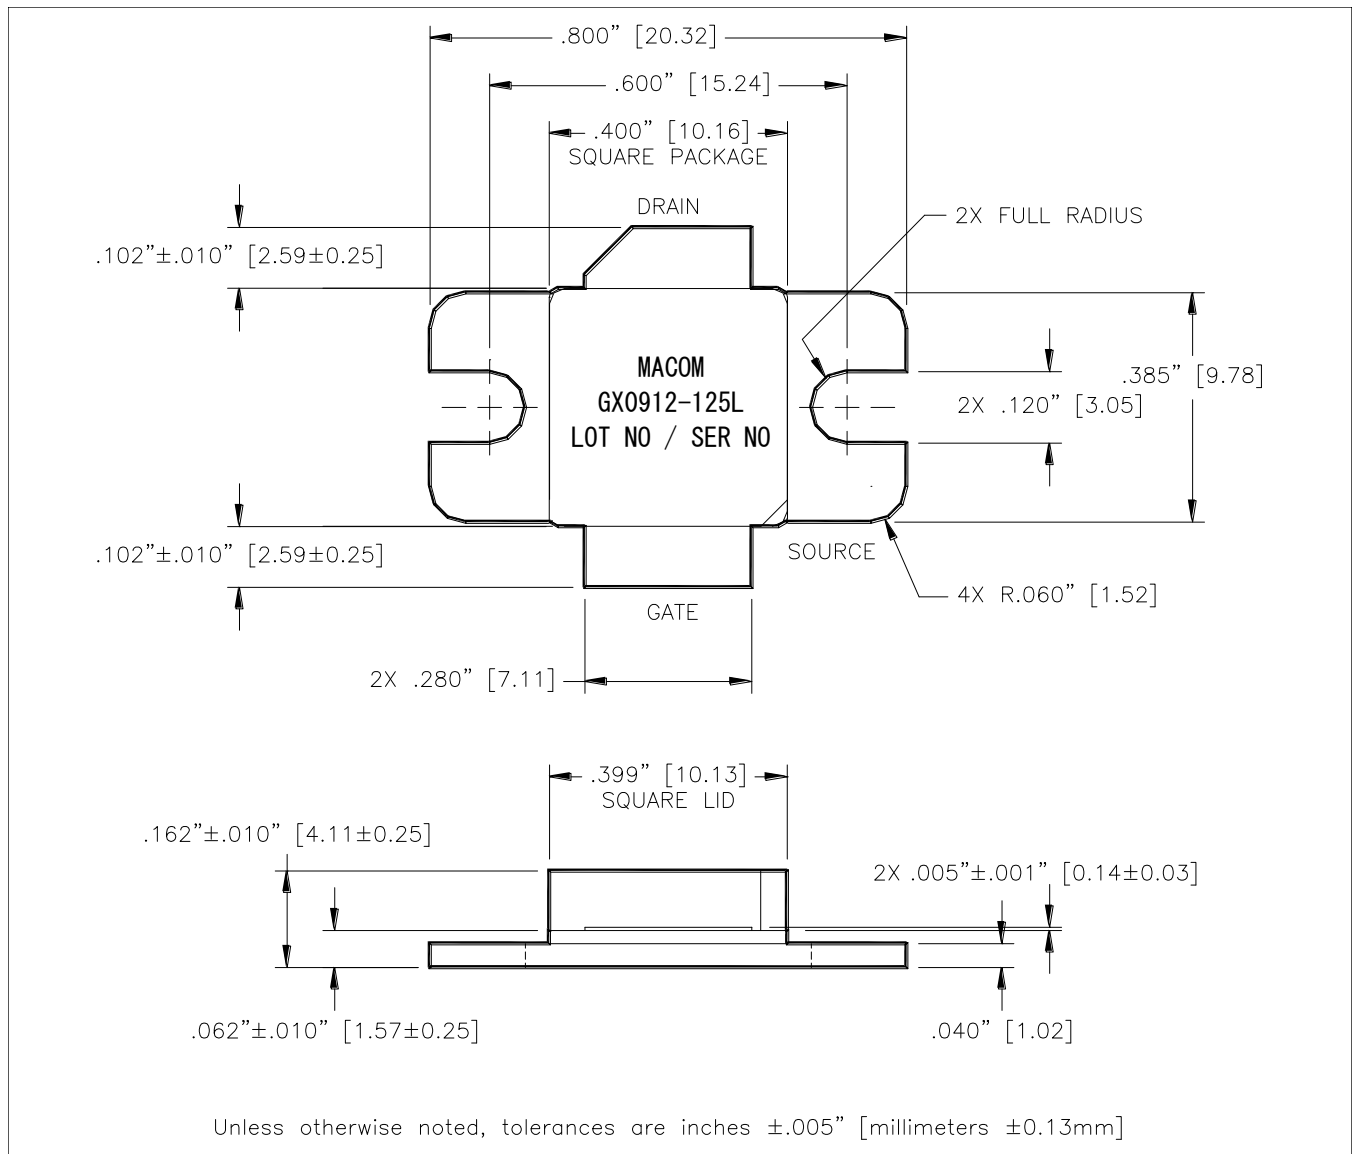 .800” [20.32]
.600” [15.24]
.400” [10.16]
SQUARE PACKAGE
DRAIN
2X FULL RADIUS
.102”±.010” [2.59±0.25]
MACOM
GX0912-125L
LOT NO / SER NO
.385” [9.78]
2X .120” [3.05]
.102”±.010” [2.59±0.25]
SOURCE
4X R.060” [1.52]
GATE
2X .280” [7.11]
.399” [10.13]
SQUARE LID
.162”±.010” [4.11±0.25]
2X .005”±.001” [0.14±0.03]
.062”±.010” [1.57±0.25]
.040” [1.02]
Unless otherwise noted, tolerances are inches ±.005” [millimeters ±0.13mm]